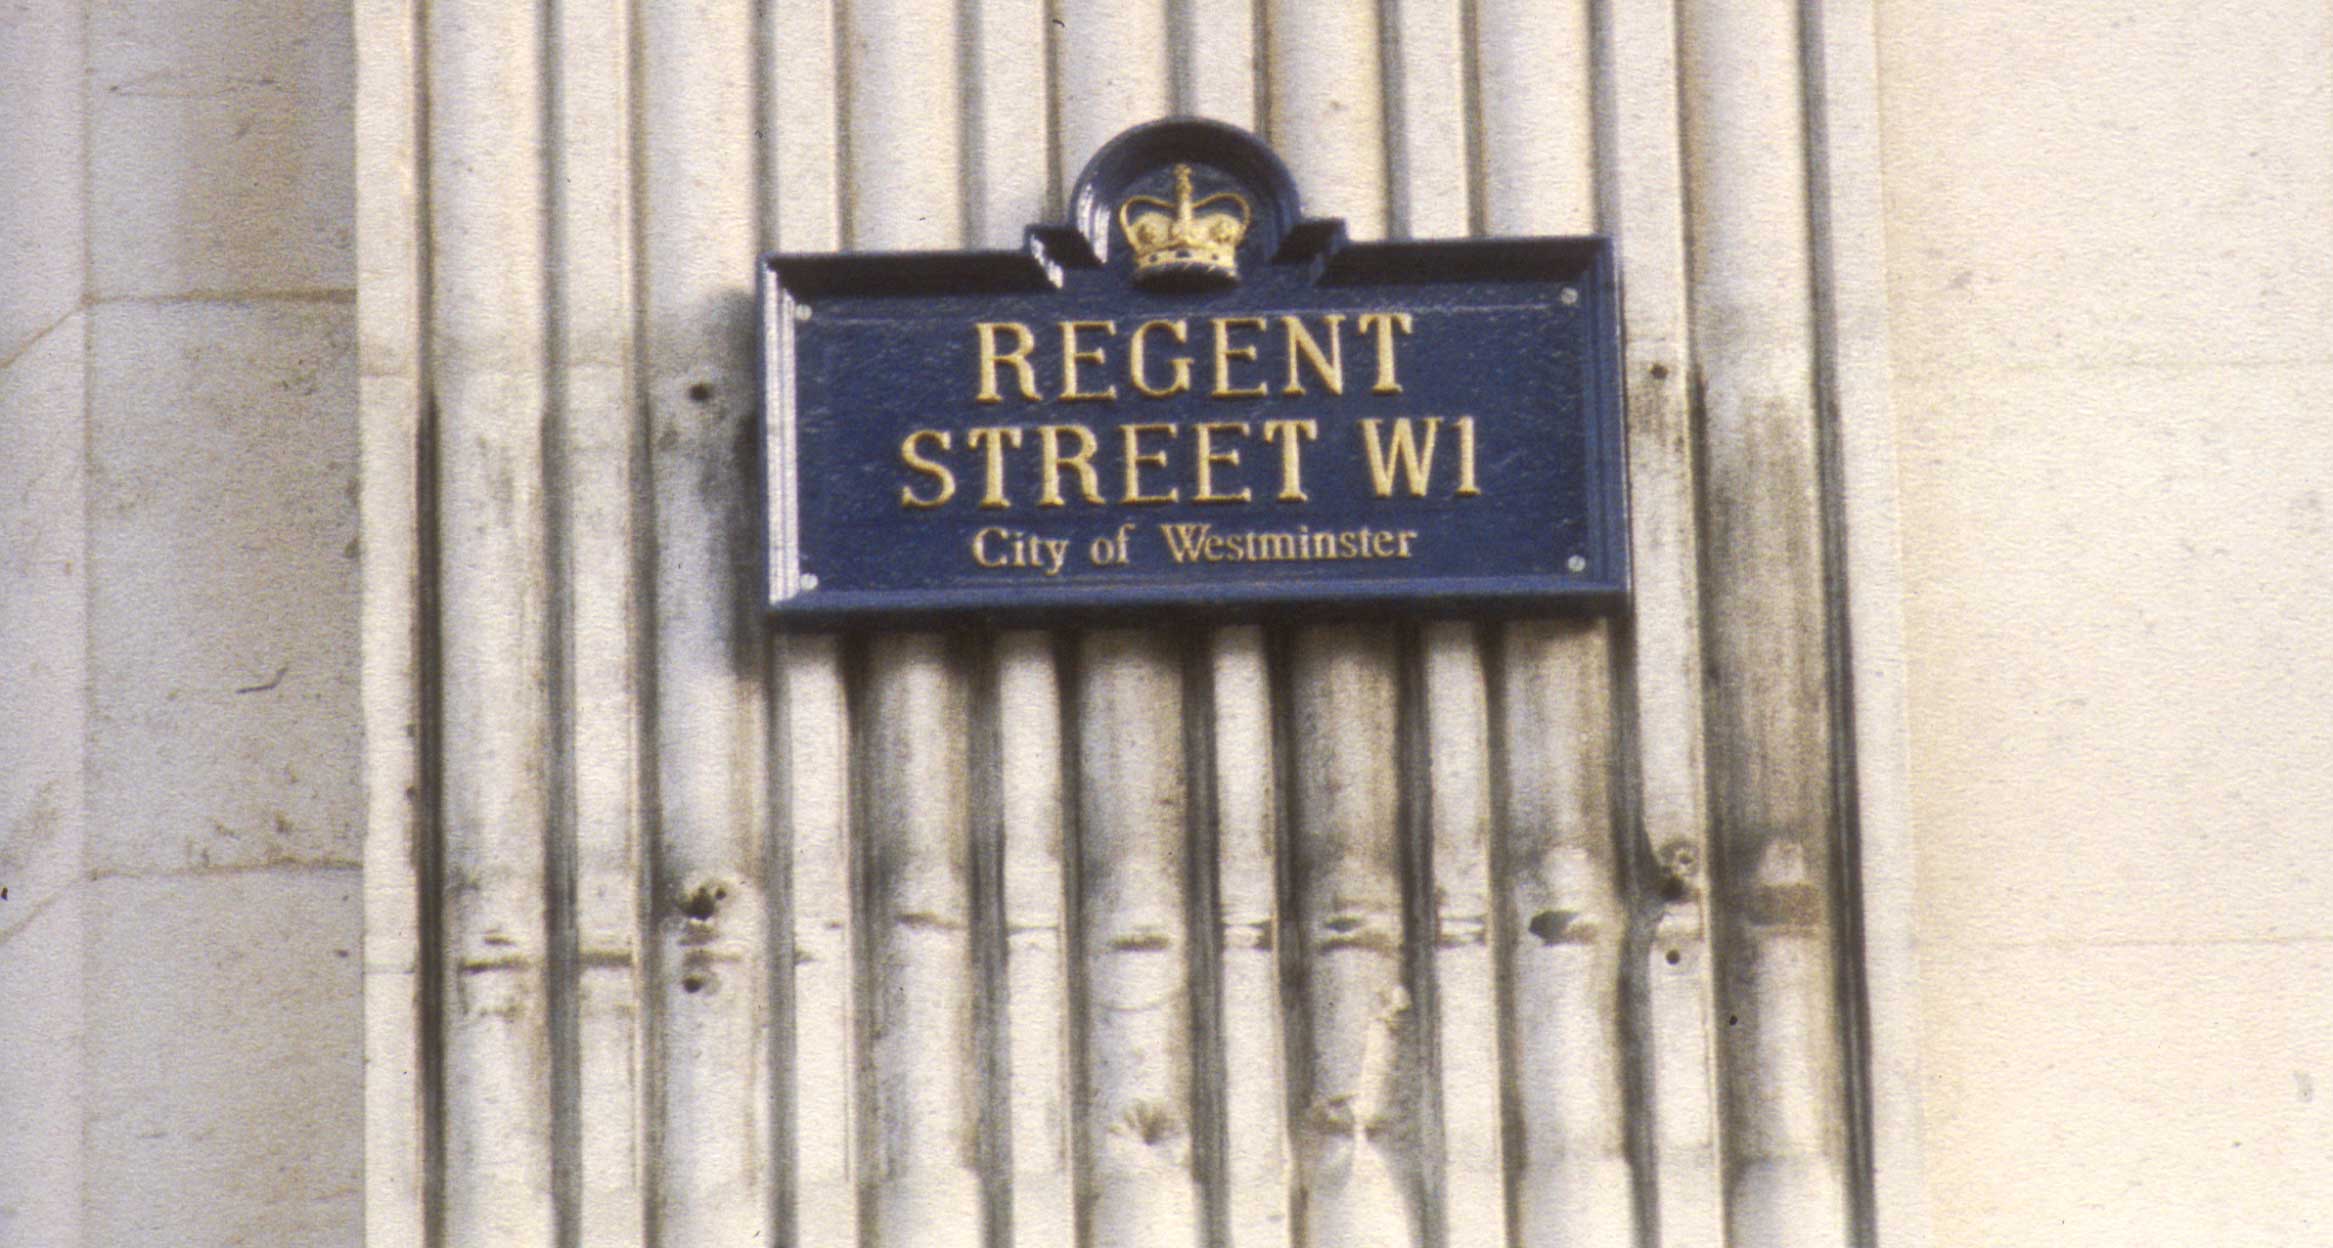 REGENT
STREET W1
City of Westminster